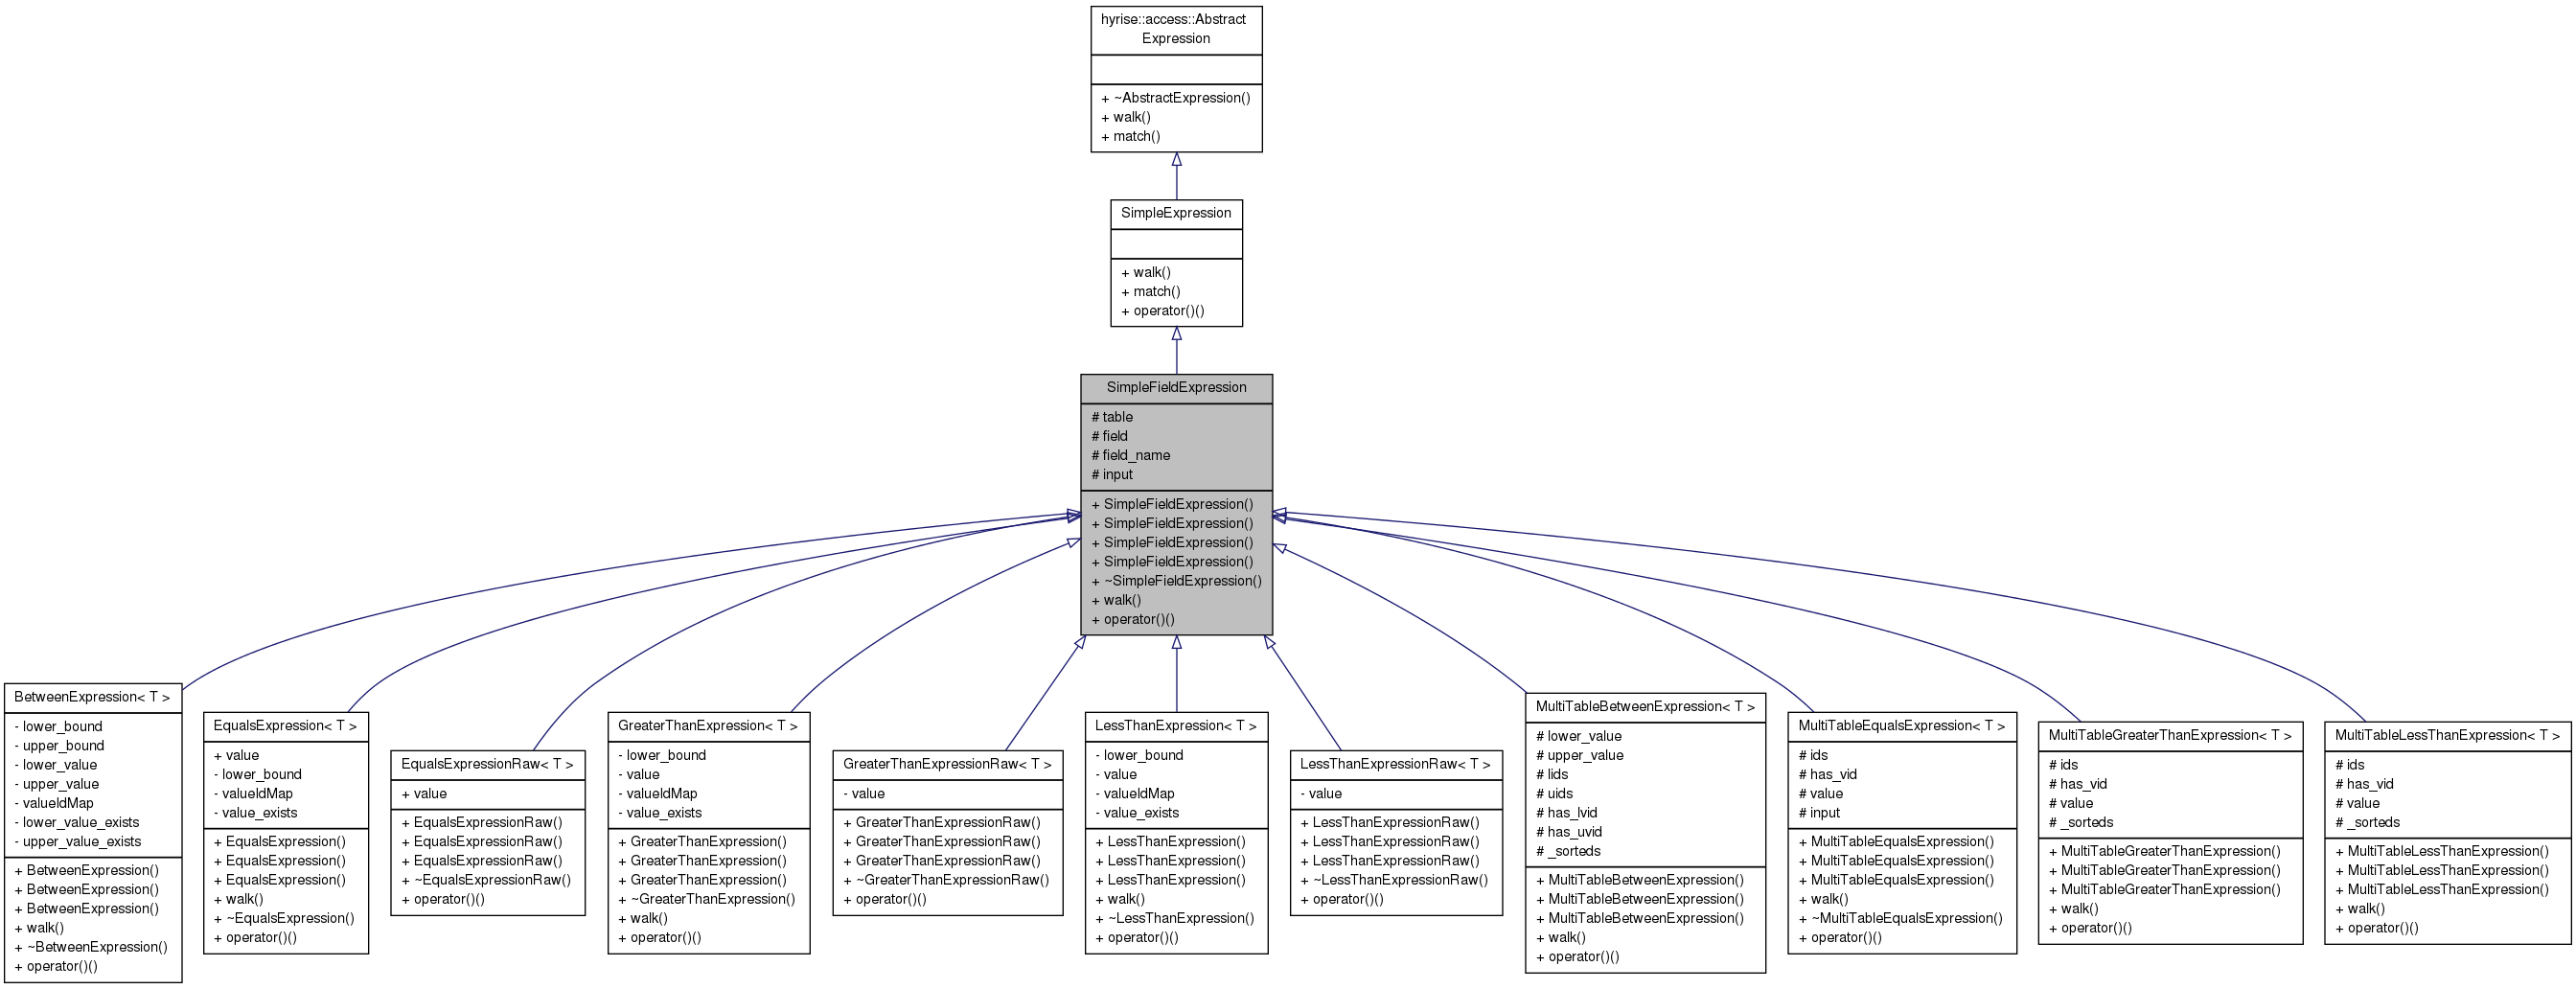 hyrise::access::Abstract
Expression
+ ~AbstractExpression()
+ walk()
+ match()
SimpleExpression
+ walk()
+ match()
+ operator()()
SimpleFieldExpression
# table
# field
# field_name
# input
+ SimpleFieldExpression()
+ SimpleFieldExpression()
+ SimpleFieldExpression()
+ SimpleFieldExpression()
+ ~SimpleFieldExpression()
+ walk()
+ operator()()
BetweenExpression< T >
- lower_bound
- upper_bound
- lower_value
- upper_value
- valueIdMap
- lower_value_exists
- upper_value_exists
+ BetweenExpression()
+ BetweenExpression()
+ BetweenExpression()
+ walk()
+ ~BetweenExpression()
+ operator()()
EqualsExpression< T >
+ value
- lower_bound
- valueIdMap
- value_exists
+ EqualsExpression()
+ EqualsExpression()
+ EqualsExpression()
+ walk()
+ ~EqualsExpression()
+ operator()()
EqualsExpressionRaw< T >
+ value
+ EqualsExpressionRaw()
+ EqualsExpressionRaw()
+ EqualsExpressionRaw()
+ ~EqualsExpressionRaw()
+ operator()()
GreaterThanExpression< T >
- lower_bound
- value
- valueIdMap
- value_exists
+ GreaterThanExpression()
+ GreaterThanExpression()
+ GreaterThanExpression()
+ ~GreaterThanExpression()
+ walk()
+ operator()()
GreaterThanExpressionRaw< T >
- value
+ GreaterThanExpressionRaw()
+ GreaterThanExpressionRaw()
+ GreaterThanExpressionRaw()
+ ~GreaterThanExpressionRaw()
+ operator()()
LessThanExpression< T >
- lower_bound
- value
- valueIdMap
- value_exists
+ LessThanExpression()
+ LessThanExpression()
+ LessThanExpression()
+ walk()
+ ~LessThanExpression()
+ operator()()
LessThanExpressionRaw< T >
- value
+ LessThanExpressionRaw()
+ LessThanExpressionRaw()
+ LessThanExpressionRaw()
+ ~LessThanExpressionRaw()
+ operator()()
MultiTableBetweenExpression< T >
# lower_value
# upper_value
# lids
# uids
# has_lvid
# has_uvid
# _sorteds
+ MultiTableBetweenExpression()
+ MultiTableBetweenExpression()
+ MultiTableBetweenExpression()
+ walk()
+ operator()()
MultiTableEqualsExpression< T >
# ids
# has_vid
# value
# input
+ MultiTableEqualsExpression()
+ MultiTableEqualsExpression()
+ MultiTableEqualsExpression()
+ walk()
+ ~MultiTableEqualsExpression()
+ operator()()
MultiTableGreaterThanExpression< T >
# ids
# has_vid
# value
# _sorteds
+ MultiTableGreaterThanExpression()
+ MultiTableGreaterThanExpression()
+ MultiTableGreaterThanExpression()
+ walk()
+ operator()()
MultiTableLessThanExpression< T >
# ids
# has_vid
# value
# _sorteds
+ MultiTableLessThanExpression()
+ MultiTableLessThanExpression()
+ MultiTableLessThanExpression()
+ walk()
+ operator()()